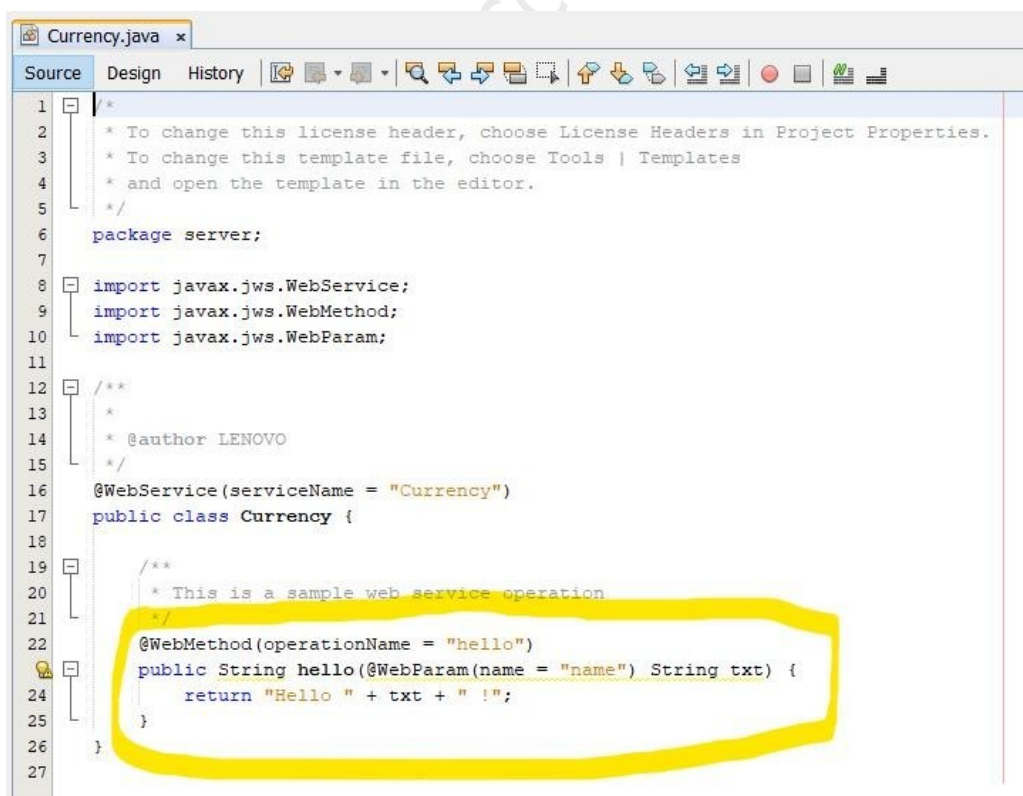 Currency.java x
Source Design History
1 /*
2 * To change this license header, choose License Headers in Project Properties.
3 * To change this template file, choose Tools | Templates
4 * and open the template in the editor.
5 */
6 package server;
7
8 import javax.jws.WebService;
9 import javax.jws.WebMethod;
10 import javax.jws.WebParam;
11
12 /**
13 *
14 * @author LENOVO
15 */
16 @WebService(serviceName = "Currency")
17 public class Currency {
18
19 /**
20 * This is a sample web service operation
21 */
22 @WebMethod(operationName = "hello")
public String hello(@WebParam(name = "name") String txt) {
24 return "Hello " + txt + " !";
25 }
26 }
27